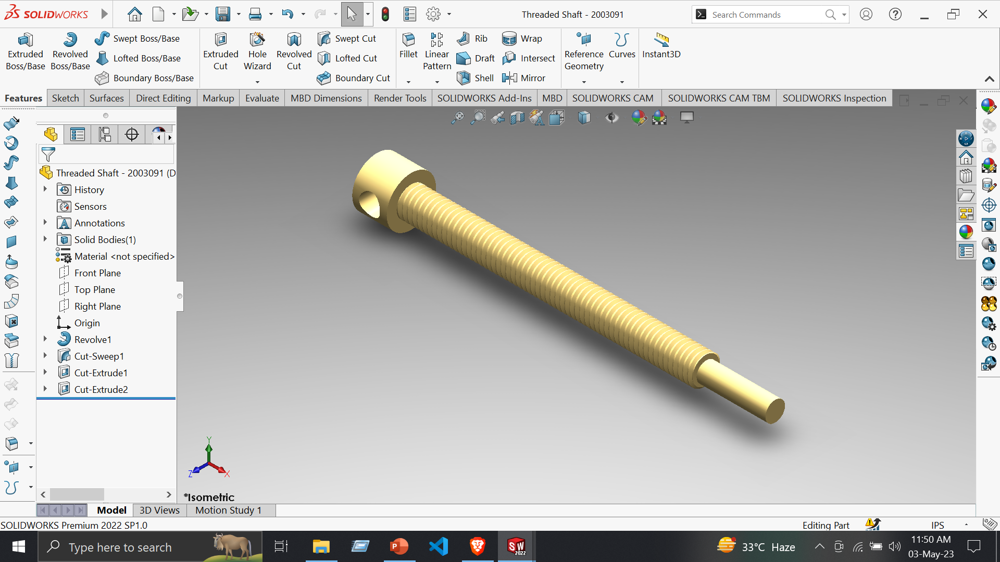 SOLIDWORKS
Threaded Shaft - 2003091
Search Commands
Extruded Boss/Base
Revolved Boss/Base
Swept Boss/Base
Lofted Boss/Base
Boundary Boss/Base
Extruded Cut
Hole Wizard
Revolved Cut
Swept Cut
Lofted Cut
Boundary Cut
Fillet
Linear Pattern
Rib
Draft
Shell
Wrap
Intersect
Mirror
Reference Geometry
Curves
Instant3D
Features
Sketch
Surfaces
Direct Editing
Markup
Evaluate
MBD Dimensions
Render Tools
SOLIDWORKS Add-Ins
MBD
SOLIDWORKS CAM
SOLIDWORKS CAM TBM
SOLIDWORKS Inspection
Threaded Shaft - 2003091 (D
History
Sensors
Annotations
Solid Bodies(1)
Material <not specified>
Front Plane
Top Plane
Right Plane
Origin
Revolve1
Cut-Sweep1
Cut-Extrude1
Cut-Extrude2
Y
Z
X
*Isometric
Model
3D Views
Motion Study 1
SOLIDWORKS Premium 2022 SP1.0
Editing Part
IPS
Type here to search
SW
2022
33°C Haze
11:50 AM
03-May-23